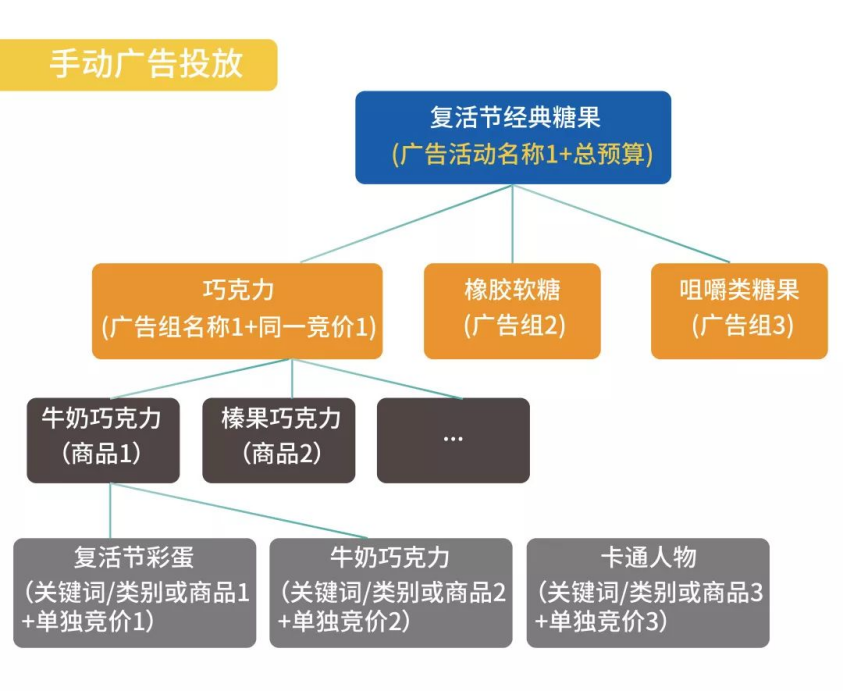 手动广告投放
复活节经典糖果
(广告活动名称1+总预算)
巧克力
(广告组名称1+同一竞价1)
橡胶软糖
(广告组2)
咀嚼类糖果
(广告组3)
牛奶巧克力
(商品1)
榛果巧克力
(商品2)
...
复活节彩蛋
(关键词/类别或商品1
+单独竞价1)
牛奶巧克力
(关键词/类别或商品2
+单独竞价2)
卡通人物
(关键词/类别或商品3
+单独竞价3)